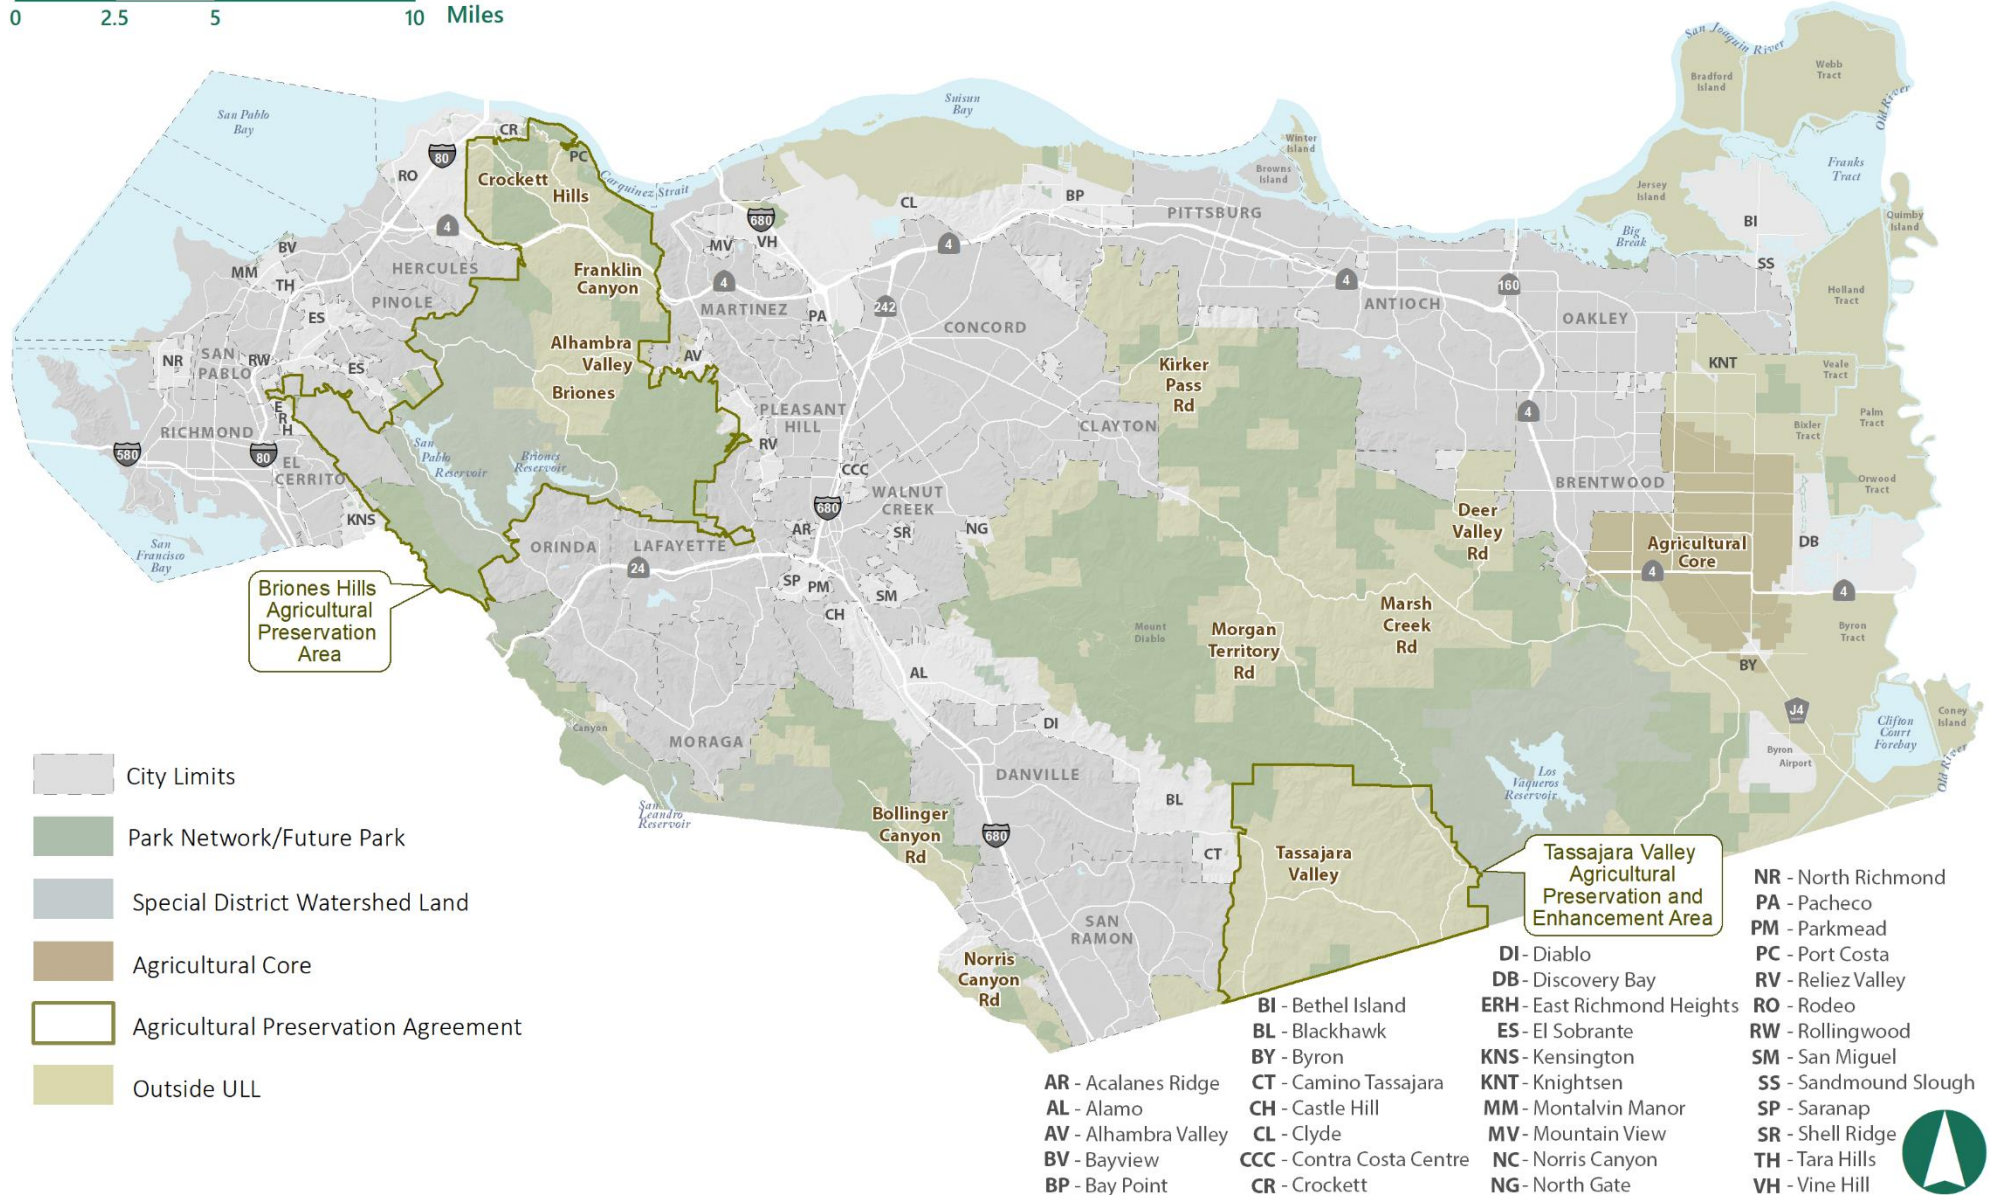 0 2.5 5 10 Miles
San Joaquin River
Bradford
Island
Webb
Tract
Old River
San Pablo
Bay
Suisun
Bay
Winter
Island
Browns
Island
Franks
Tract
Jersey
Island
Quimby
Island
Big
Break
CR
80
PC
RO
Crockett
Hills
Carquinez Strait
4
BV
MM
TH
HERCULES
PINOLE
ES
Franklin
Canyon
MV
VH
680
4
MARTINEZ
CL
4
BP
PITTSBURG
242
PA
CONCORD
4
ANTIOCH
160
OAKLEY
BI
SS
Holland
Tract
NR
SAN
PABLO
RW
ES
Alhambra
Valley
AV
Briones
Kirker
Pass
Rd
KNT
Veale
Tract
Palm
Tract
Bixler
Tract
Orwood
Tract
E
R
H
RICHMOND
580
80
EL
CERRITO
San
Pablo
Reservoir
Briones
Reservoir
PLEASANT
HILL
RV
CCC
680
WALNUT
CREEK
CLAYTON
4
BRENTWOOD
Deer
Valley
Rd
Agricultural
Core
4
DB
4
KNS
San
Francisco
Bay
ORINDA
LAFAYETTE
24
AR
SR
NG
SP
PM
CH
SM
Briones Hills
Agricultural
Preservation
Area
Mount
Diablo
Morgan
Territory
Rd
Marsh
Creek
Rd
Byron
Tract
BY
AL
J4
Clifton
Court
Forebay
Coney
Island
Old River
Byron
Airport
Canyon
MORAGA
DI
DANVILLE
BL
Los
Vaqueros
Reservoir
San
Leandro
Reservoir
Bollinger
Canyon
Rd
680
CT
Tassajara
Valley
Tassajara Valley
Agricultural
Preservation and
Enhancement Area
SAN
RAMON
Norris
Canyon
Rd
City Limits
Park Network/Future Park
Special District Watershed Land
Agricultural Core
Agricultural Preservation Agreement
Outside ULL
AR - Acalanes Ridge
AL - Alamo
AV - Alhambra Valley
BV - Bayview
BP - Bay Point
BI - Bethel Island
BL - Blackhawk
BY - Byron
CT - Camino Tassajara
CH - Castle Hill
CL - Clyde
CCC - Contra Costa Centre
CR - Crockett
DI - Diablo
DB - Discovery Bay
ERH - East Richmond Heights
ES - El Sobrante
KNS - Kensington
KNT - Knightsen
MM - Montalvin Manor
MV - Mountain View
NC - Norris Canyon
NG - North Gate
NR - North Richmond
PA - Pacheco
PM - Parkmead
PC - Port Costa
RV - Reliez Valley
RO - Rodeo
RW - Rollingwood
SM - San Miguel
SS - Sandmound Slough
SP - Saranap
SR - Shell Ridge
TH - Tara Hills
VH - Vine Hill